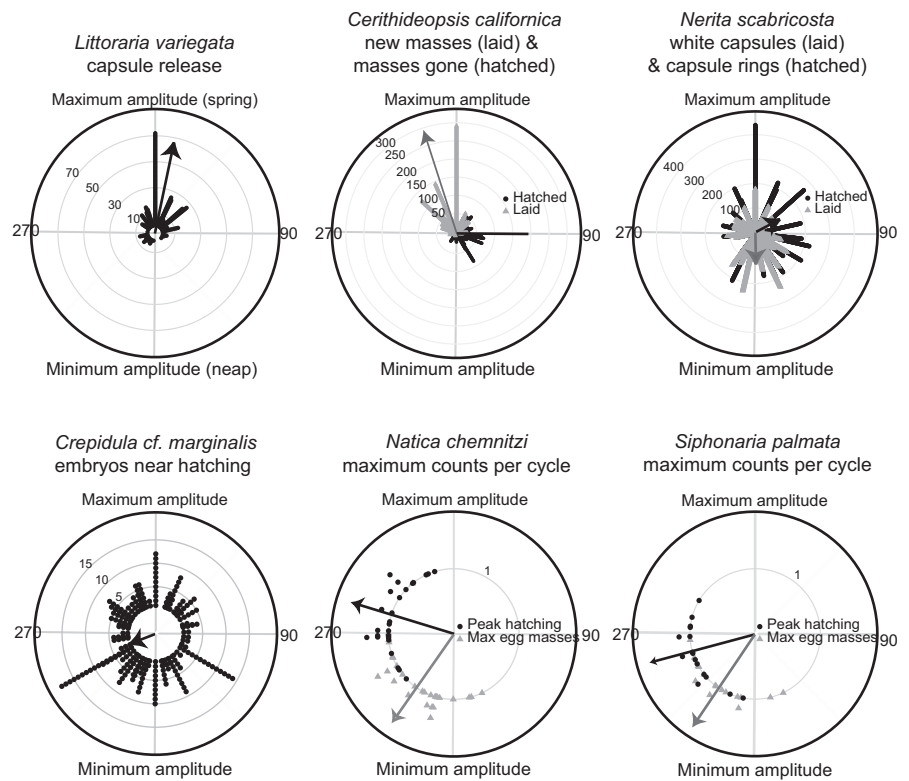 Littoraria variegata
capsule release
Maximum amplitude (spring)
70
50
30
10
270
90
Minimum amplitude (neap)
Cerithideopsis californica
new masses (laid) &
masses gone (hatched)
Maximum amplitude
300
250
200
150
100
50
Hatched
Laid
270
90
Minimum amplitude
Nerita scabricosta
white capsules (laid)
& capsule rings (hatched)
Maximum amplitude
400
300
200
100
Hatched
Laid
270
90
Minimum amplitude
Crepidula cf. marginalis
embryos near hatching
Maximum amplitude
15
10
5
270
90
Minimum amplitude
Natica chemnitzi
maximum counts per cycle
Maximum amplitude
1
Peak hatching
Max egg masses
270
90
Minimum amplitude
Siphonaria palmata
maximum counts per cycle
Maximum amplitude
1
Peak hatching
Max egg masses
270
90
Minimum amplitude